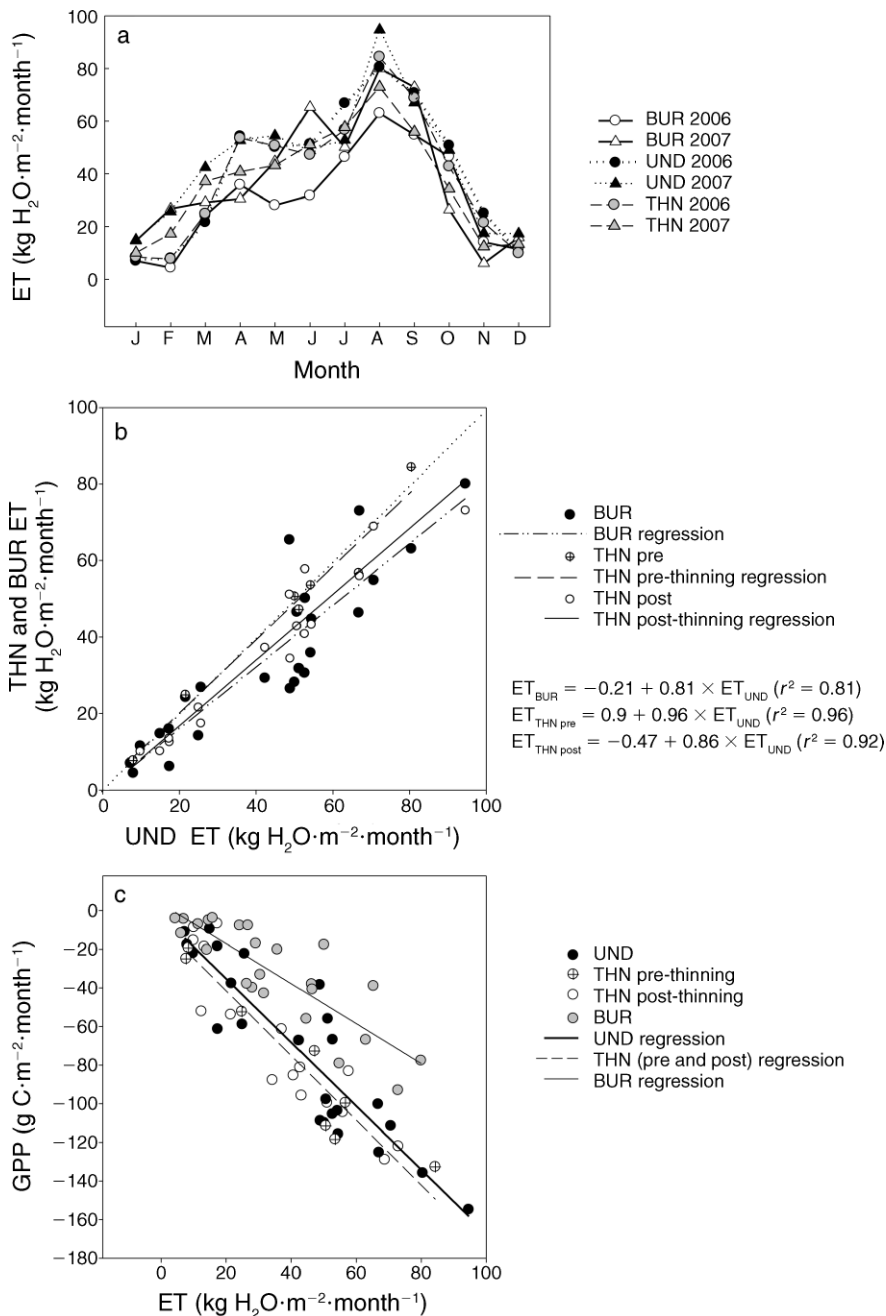 a
ET (kg H₂O·m⁻²·month⁻¹)
100
80
60
40
20
0
J F M A M J J A S O N D
Month
BUR 2006
BUR 2007
UND 2006
UND 2007
THN 2006
THN 2007
b
THN and BUR ET
(kg H₂O·m⁻²·month⁻¹)
100
80
60
40
20
0
0 20 40 60 80 100
UND ET (kg H₂O·m⁻²·month⁻¹)
BUR
BUR regression
THN pre
THN pre-thinning regression
THN post
THN post-thinning regression
ET_BUR = −0.21 + 0.81 × ET_UND (r² = 0.81)
ET_THN pre = 0.9 + 0.96 × ET_UND (r² = 0.96)
ET_THN post = −0.47 + 0.86 × ET_UND (r² = 0.92)
c
GPP (g C·m⁻²·month⁻¹)
0
−20
−40
−60
−80
−100
−120
−140
−160
−180
0 20 40 60 80 100
ET (kg H₂O·m⁻²·month⁻¹)
UND
THN pre-thinning
THN post-thinning
BUR
UND regression
THN (pre and post) regression
BUR regression